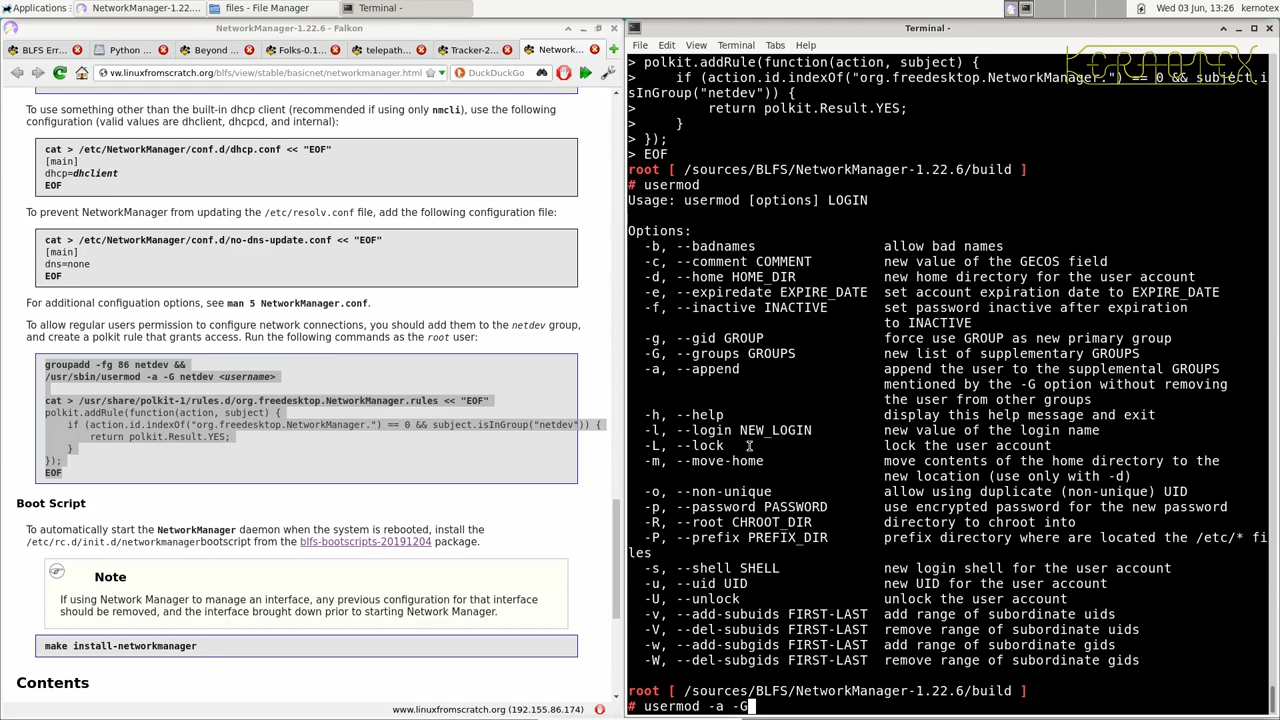 Applications
NetworkManager-1.22....
files - File Manager
Terminal -
Wed 03 Jun, 13:26 kernotex
NetworkManager-1.22.6 - Falkon
BLFS Err...
Python ...
Beyond ...
Folks-0.1...
telepath...
Tracker-2...
Network...
ww.linuxfromscratch.org/blfs/view/stable/basicnet/networkmanager.html
DuckDuckGo
To use something other than the built-in dhcp client (recommended if using only nmcli), use the following
configuration (valid values are dhclient, dhcpcd, and internal):
cat > /etc/NetworkManager/conf.d/dhcp.conf << "EOF"
[main]
dhcp=dhclient
EOF
To prevent NetworkManager from updating the /etc/resolv.conf file, add the following configuration file:
cat > /etc/NetworkManager/conf.d/no-dns-update.conf << "EOF"
[main]
dns=none
EOF
For additional configuation options, see man 5 NetworkManager.conf.
To allow regular users permission to configure network connections, you should add them to the netdev group,
and create a polkit rule that grants access. Run the following commands as the root user:
groupadd -fg 86 netdev &&
/usr/sbin/usermod -a -G netdev <username>
cat > /usr/share/polkit-1/rules.d/org.freedesktop.NetworkManager.rules << "EOF"
polkit.addRule(function(action, subject) {
if (action.id.indexOf("org.freedesktop.NetworkManager.") == 0 && subject.isInGroup("netdev")) {
return polkit.Result.YES;
}
});
EOF
Boot Script
To automatically start the NetworkManager daemon when the system is rebooted, install the
/etc/rc.d/init.d/networkmanagerbootscript from the blfs-bootscripts-20191204 package.
Note
If using Network Manager to manage an interface, any previous configuration for that interface
should be removed, and the interface brought down prior to starting Network Manager.
make install-networkmanager
Contents
www.linuxfromscratch.org (192.155.86.174)
Terminal -
File Edit View Terminal Tabs Help
KERNOTEX
> polkit.addRule(function(action, subject) {
> if (action.id.indexOf("org.freedesktop.NetworkManager.") == 0 && subject.i
sInGroup("netdev")) {
> return polkit.Result.YES;
> }
> });
> EOF
root [ /sources/BLFS/NetworkManager-1.22.6/build ]
# usermod
Usage: usermod [options] LOGIN
Options:
-b, --badnames allow bad names
-c, --comment COMMENT new value of the GECOS field
-d, --home HOME_DIR new home directory for the user account
-e, --expiredate EXPIRE_DATE set account expiration date to EXPIRE_DATE
-f, --inactive INACTIVE set password inactive after expiration
to INACTIVE
-g, --gid GROUP force use GROUP as new primary group
-G, --groups GROUPS new list of supplementary GROUPS
-a, --append append the user to the supplemental GROUPS
mentioned by the -G option without removing
the user from other groups
-h, --help display this help message and exit
-l, --login NEW_LOGIN new value of the login name
-L, --lock lock the user account
-m, --move-home move contents of the home directory to the
new location (use only with -d)
-o, --non-unique allow using duplicate (non-unique) UID
-p, --password PASSWORD use encrypted password for the new password
-R, --root CHROOT_DIR directory to chroot into
-P, --prefix PREFIX_DIR prefix directory where are located the /etc/* fi
les
-s, --shell SHELL new login shell for the user account
-u, --uid UID new UID for the user account
-U, --unlock unlock the user account
-v, --add-subuids FIRST-LAST add range of subordinate uids
-V, --del-subuids FIRST-LAST remove range of subordinate uids
-w, --add-subgids FIRST-LAST add range of subordinate gids
-W, --del-subgids FIRST-LAST remove range of subordinate gids
root [ /sources/BLFS/NetworkManager-1.22.6/build ]
# usermod -a -G